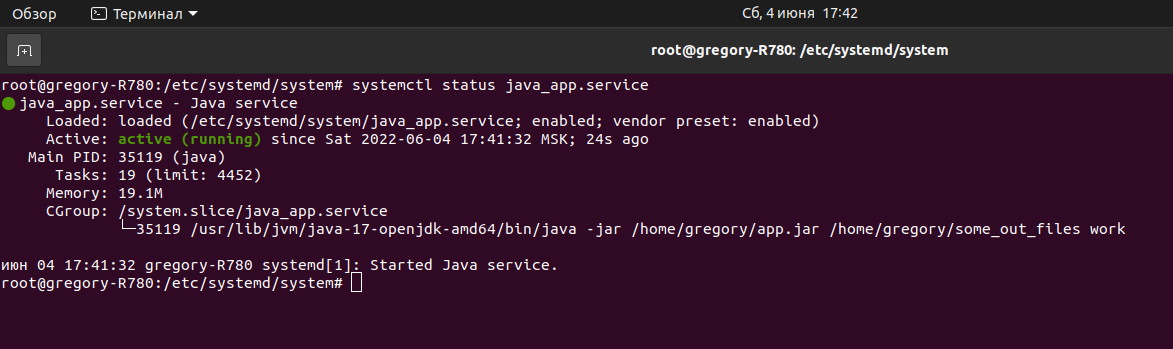 Обзор Терминал Сб, 4 июня 17:42
root@gregory-R780: /etc/systemd/system
root@gregory-R780:/etc/systemd/system# systemctl status java_app.service
● java_app.service - Java service
Loaded: loaded (/etc/systemd/system/java_app.service; enabled; vendor preset: enabled)
Active: active (running) since Sat 2022-06-04 17:41:32 MSK; 24s ago
Main PID: 35119 (java)
Tasks: 19 (limit: 4452)
Memory: 19.1M
CGroup: /system.slice/java_app.service
└─35119 /usr/lib/jvm/java-17-openjdk-amd64/bin/java -jar /home/gregory/app.jar /home/gregory/some_out_files work
июн 04 17:41:32 gregory-R780 systemd[1]: Started Java service.
root@gregory-R780:/etc/systemd/system#